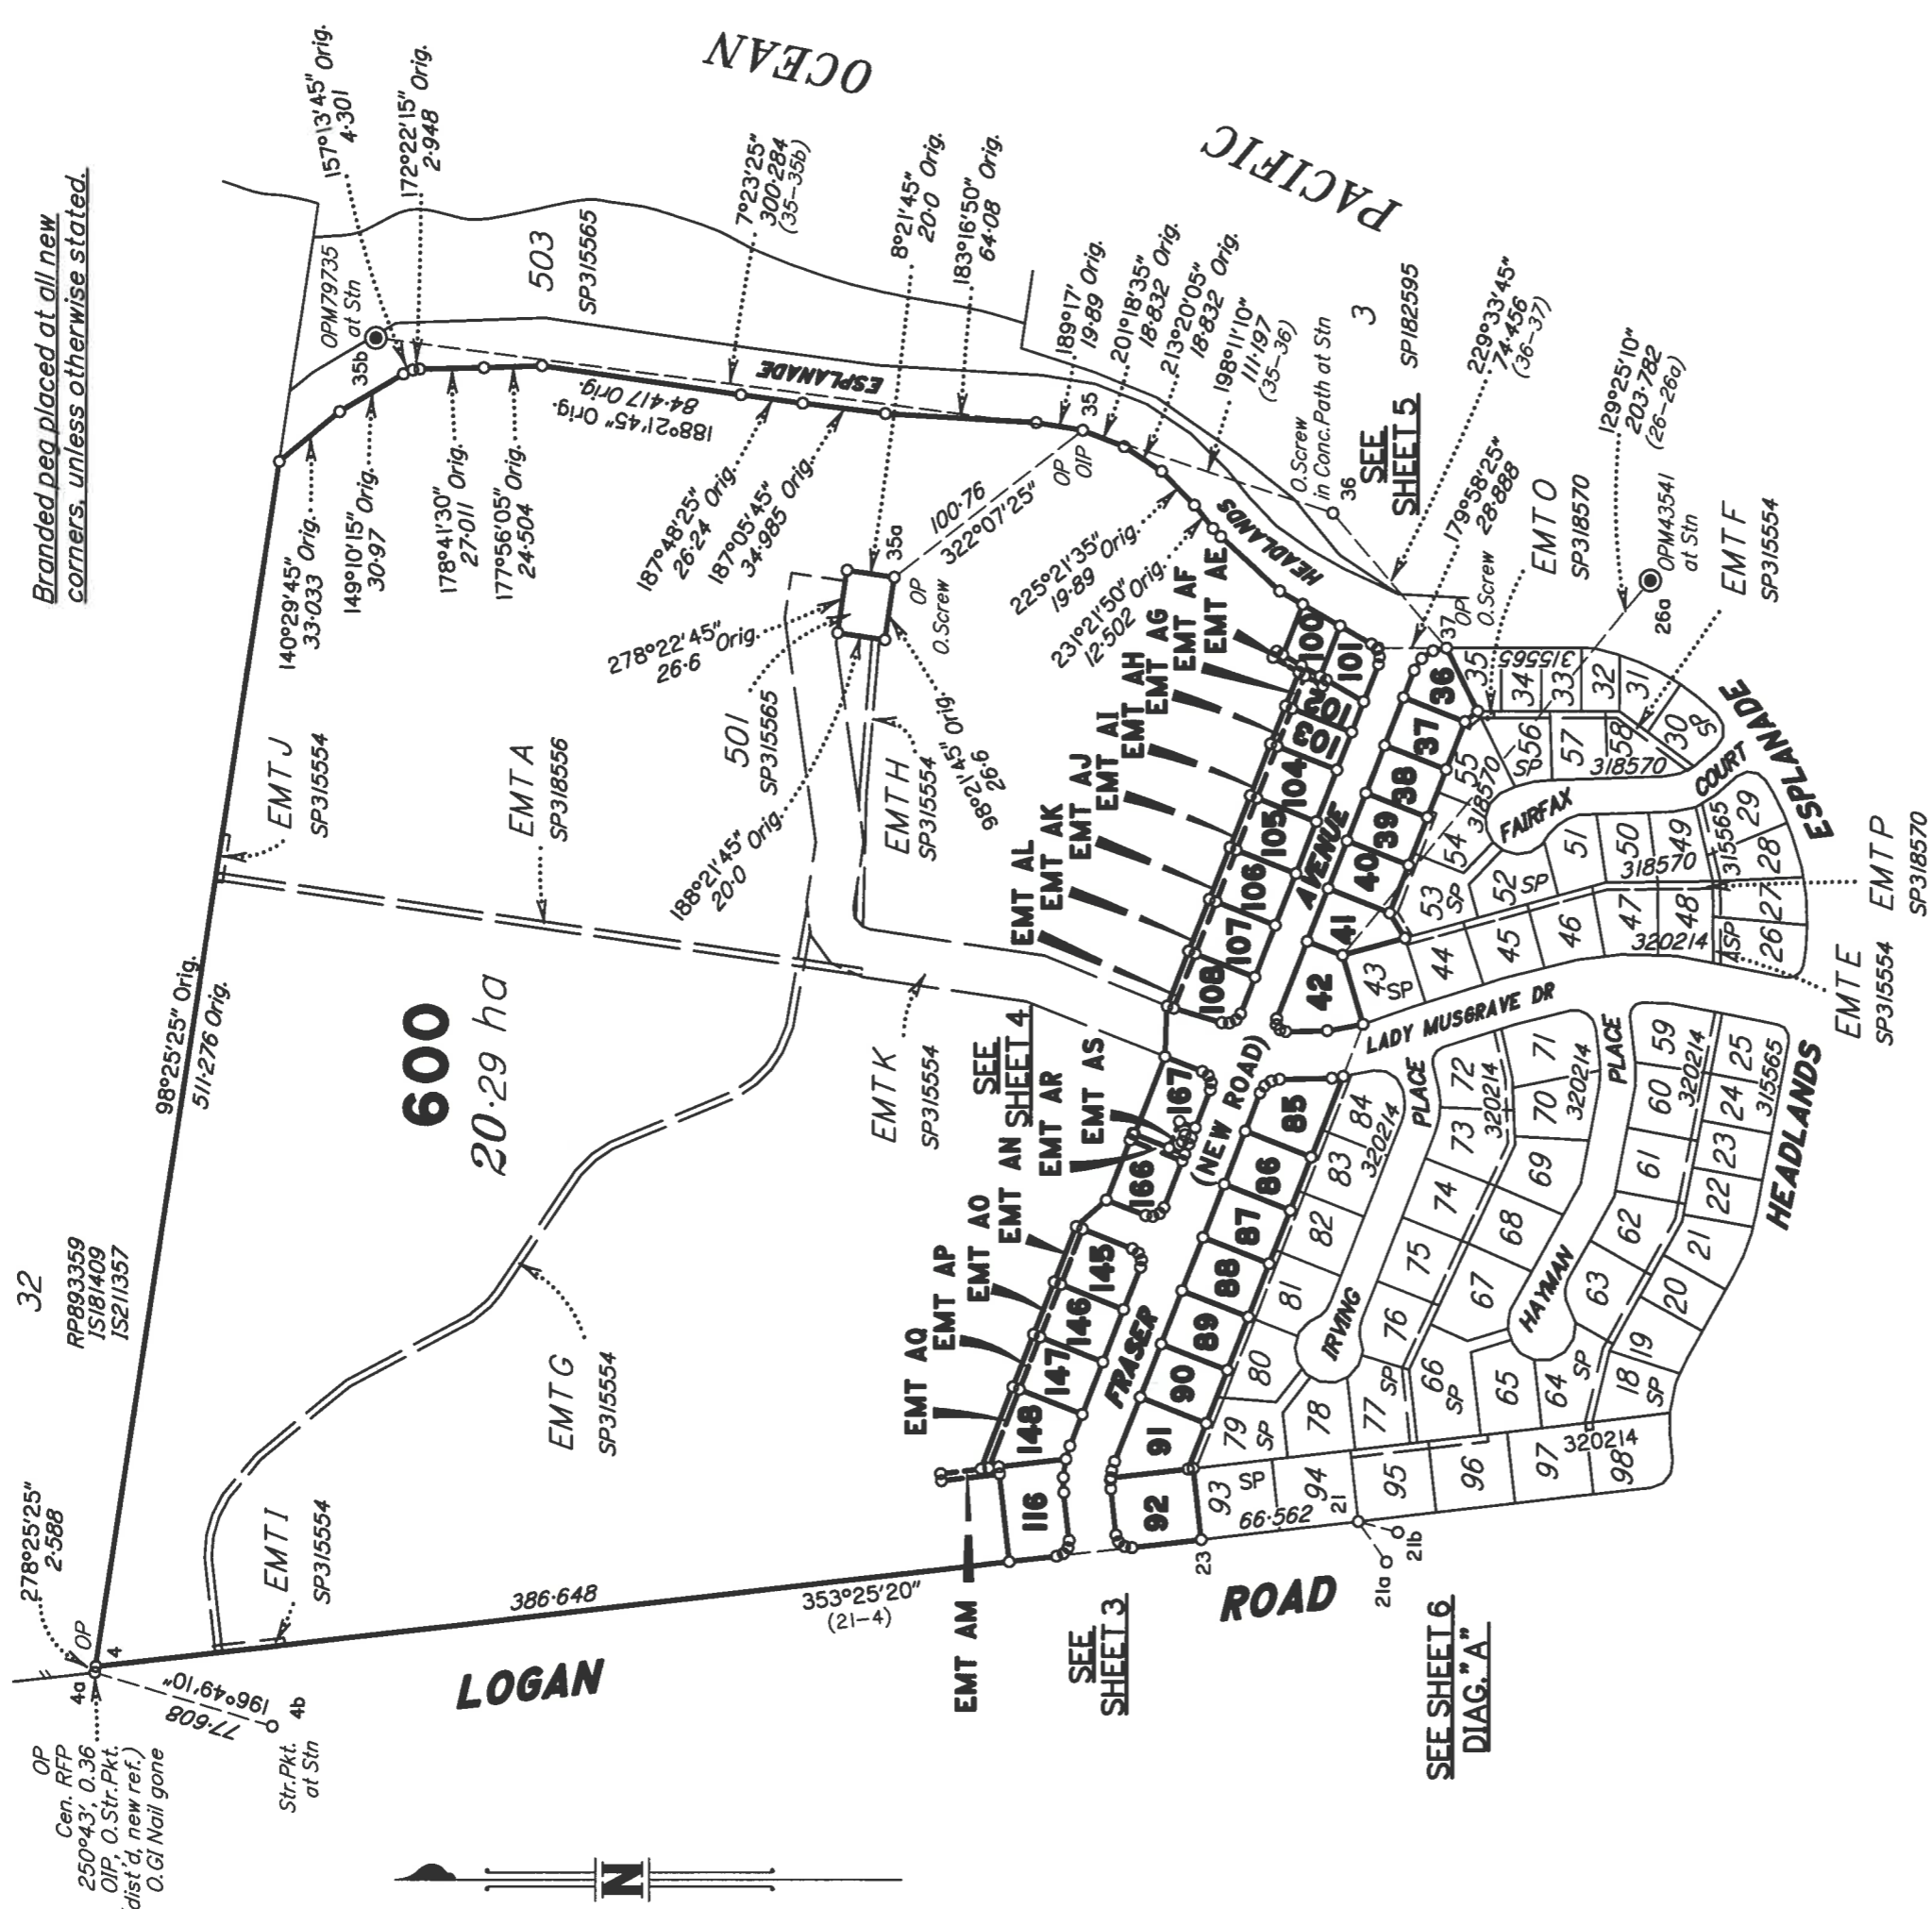 Branded peg placed at all new
corners, unless otherwise stated.
OCEAN
PACIFIC
157°13'45" Orig.
4·301
172°22'15" Orig.
2·948
OPM79735
at Stn
35b
503
SP315565
7°23'25"
300·284
(35-35b)
8°21'45" Orig.
20·0
183°16'50" Orig.
64·08
189°17' Orig.
19·89
201°18'35" Orig.
18·832
213°20'05" Orig.
18·832
198°11'10"
111·197
(35-36)
3
SP182595
229°33'45"
74·456
(36-37)
129°25'10"
203·782
(26-26a)
140°29'45" Orig.
33·033
149°10'15" Orig.
30·97
178°41'30" Orig.
27·011
177°56'05" Orig.
24·504
188°21'45" Orig.
84·417 Orig.
ESPLANADE
187°48'25" Orig.
26·24
187°05'45" Orig.
34·985
35
OP
OIP
100·76
322°07'25"
35a
OP
O.Screw
225°21'35" Orig.
19·89
231°21'50" Orig.
12·502
HEADLANDS
O.Screw
in Conc.Path at Stn
36
SEE
SHEET 5
179°58'25"
28·888
37
OP
O.Screw
EMT O
SP318570
OPM43541
at Stn
26a
EMT F
SP315554
278°22'45" Orig.
26·6
501
SP315565
188°21'45" Orig.
20·0
98°21'45" Orig.
26·6
EMT H
SP315554
EMT J
SP315554
EMT A
SP318556
98°25'25" Orig.
511·276 Orig.
600
20·29 ha
32
RP893359
IS181409
IS211357
EMT K
SP315554
EMT G
SP315554
EMT I
SP315554
278°25'25"
2·588
OP
4
4a
4b
196°49'10"
77·608
OP
Cen. RFP
250°43', 0.36
OIP, O.Str.Pkt.
dist'd, new ref.)
O.GI Nail gone
Str.Pkt.
at Stn
386·648
353°25'20"
(21-4)
LOGAN
ROAD
N
SEE
SHEET 4
SEE
SHEET 3
SEE SHEET 6
DIAG."A"
EMT AE
EMT AF
EMT AG
EMT AH
EMT AI
EMT AJ
EMT AK
EMT AL
EMT AS
EMT AR
EMT AN
EMT AO
EMT AP
EMT AQ
EMT AM
100
101
102
103
104
105
106
107
108
167
166
145
146
147
148
116
FRASER
AVENUE
(NEW ROAD)
36
37
38
39
40
41
42
85
86
87
88
89
90
91
92
23
66·562
21
21a
21b
35
34
33
32
31
30
SP
315565
55
SP
56
57
58
318570
54
318570
53
SP
52
SP
51
50
49
318570
FAIRFAX
COURT
ESPLANADE
315565
29
28
27
26
ASP
43
SP
44
45
46
47
48
320214
EMT P
SP318570
EMT E
SP315554
LADY MUSGRAVE DR
84
320214
83
82
81
80
79
SP
78
77
SP
76
75
74
73
72
320214
IRVING
PLACE
71
70
320214
69
68
67
66
SP
65
64
SP
63
62
61
60
59
320214
HAYMAN
PLACE
25
24
315565
23
22
21
20
19
18
SP
HEADLANDS
93
SP
94
95
96
97
98
320214